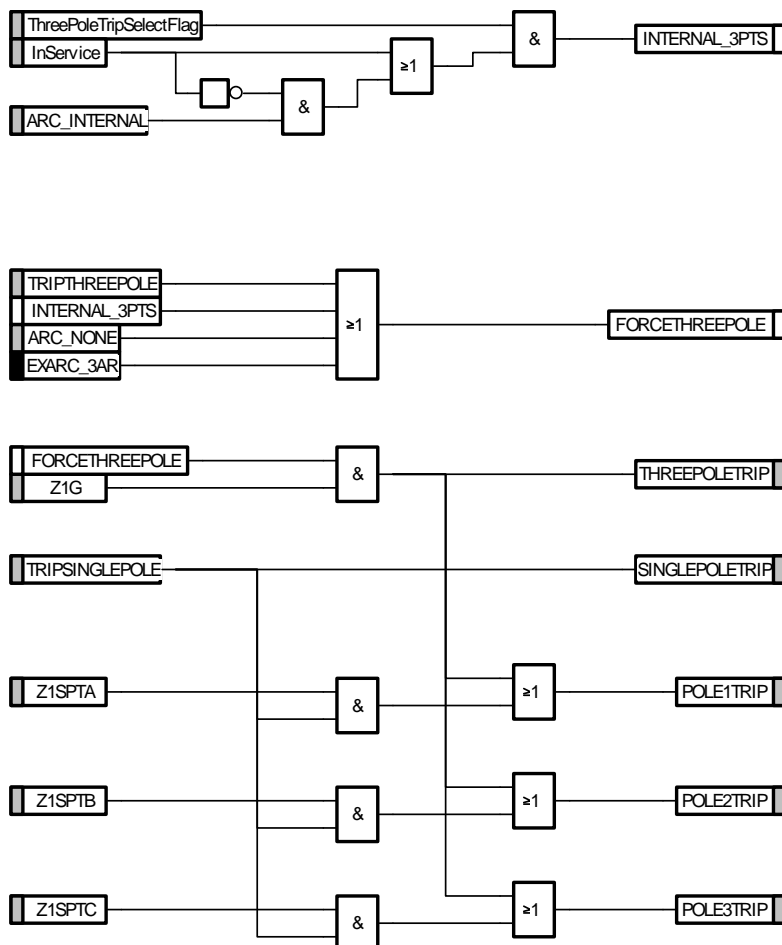 ThreePoleTripSelectFlag
InService
ARC_INTERNAL
&
≥1
&
INTERNAL_3PTS
TRIPTHREEPOLE
INTERNAL_3PTS
ARC_NONE
EXARC_3AR
≥1
FORCETHREEPOLE
FORCETHREEPOLE
Z1G
&
THREEPOLETRIP
TRIPSINGLEPOLE
SINGLEPOLETRIP
Z1SPTA
&
≥1
POLE1TRIP
Z1SPTB
&
≥1
POLE2TRIP
Z1SPTC
&
≥1
POLE3TRIP